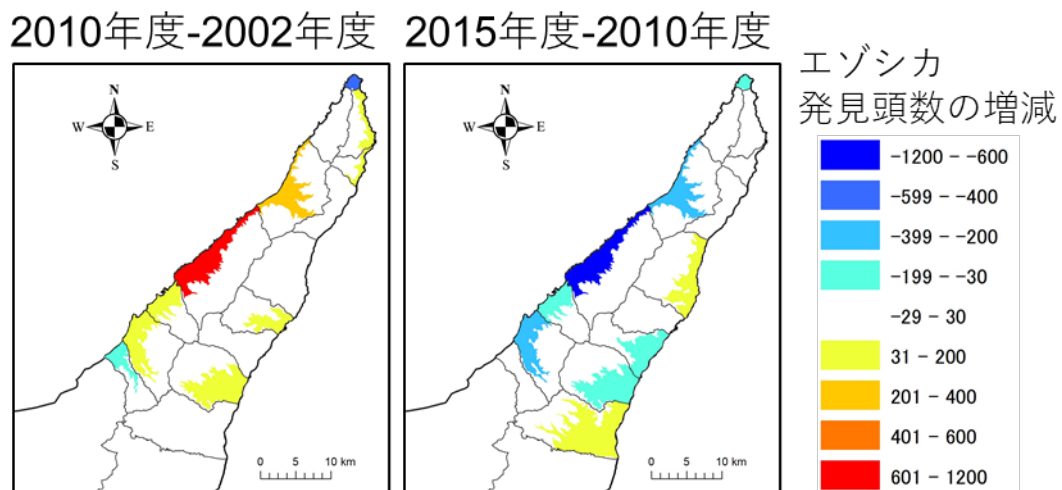 2010年度-2002年度
2015年度-2010年度
エゾシカ
発見頭数の増減
N
W E
S
0 5 10 km
N
W E
S
0 5 10 km
-1200 – -600
-599 – -400
-399 – -200
-199 – -30
-29 – 30
31 – 200
201 – 400
401 – 600
601 – 1200